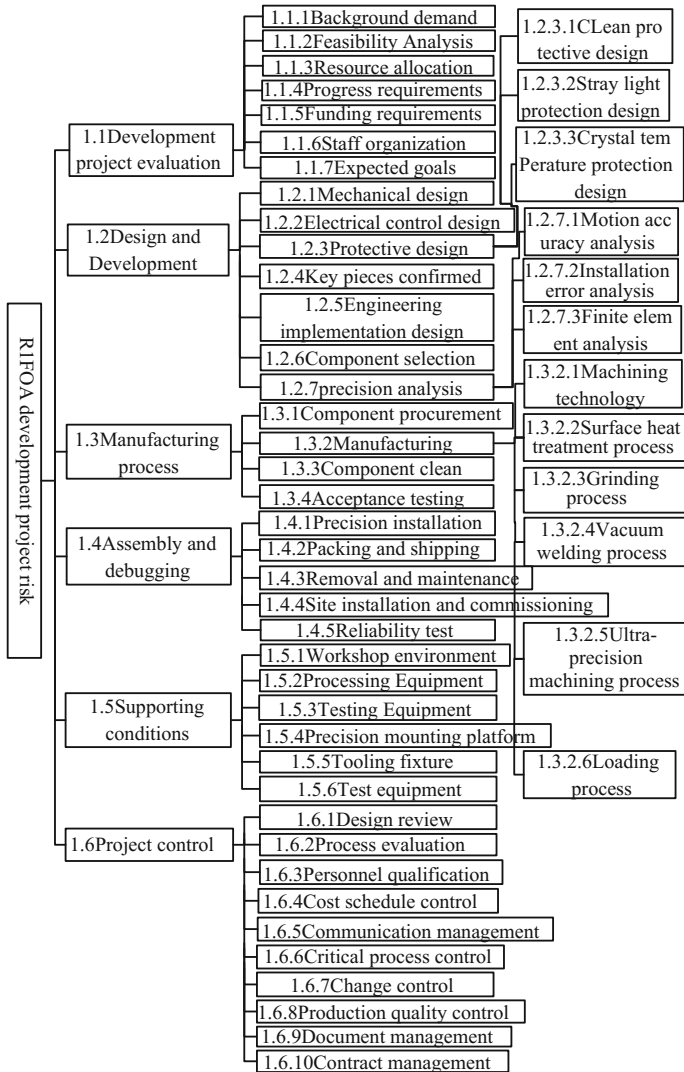 R1FOA development project risk
1.1Development
project evaluation
1.2Design and
Development
1.3Manufacturing
process
1.4Assembly and
debugging
1.5Supporting
conditions
1.6Project control
1.1.1Background demand
1.1.2Feasibility Analysis
1.1.3Resource allocation
1.1.4Progress requirements
1.1.5Funding requirements
1.1.6Staff organization
1.1.7Expected goals
1.2.1Mechanical design
1.2.2Electrical control design
1.2.3Protective design
1.2.4Key pieces confirmed
1.2.5Engineering
implementation design
1.2.6Component selection
1.2.7precision analysis
1.3.1Component procurement
1.3.2Manufacturing
1.3.3Component clean
1.3.4Acceptance testing
1.4.1Precision installation
1.4.2Packing and shipping
1.4.3Removal and maintenance
1.4.4Site installation and commissioning
1.4.5Reliability test
1.5.1Workshop environment
1.5.2Processing Equipment
1.5.3Testing Equipment
1.5.4Precision mounting platform
1.5.5Tooling fixture
1.5.6Test equipment
1.6.1Design review
1.6.2Process evaluation
1.6.3Personnel qualification
1.6.4Cost schedule control
1.6.5Communication management
1.6.6Critical process control
1.6.7Change control
1.6.8Production quality control
1.6.9Document management
1.6.10Contract management
1.2.3.1CLean pro
tective design
1.2.3.2Stray light
protection design
1.2.3.3Crystal tem
Perature protection
design
1.2.7.1Motion acc
uracy analysis
1.2.7.2Installation
error analysis
1.2.7.3Finite elem
ent analysis
1.3.2.1Machining
technology
1.3.2.2Surface heat
treatment process
1.3.2.3Grinding
process
1.3.2.4Vacuum
welding process
1.3.2.5Ultra-
precision
machining process
1.3.2.6Loading
process